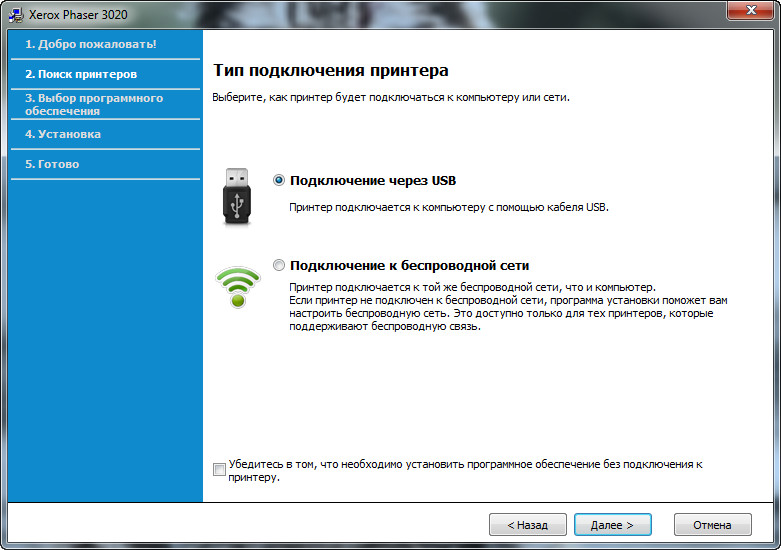 Xerox Phaser 3020
1. Добро пожаловать!
2. Поиск принтеров
3. Выбор программного
обеспечения
4. Установка
5. Готово
Тип подключения принтера
Выберите, как принтер будет подключаться к компьютеру или сети.
Подключение через USB
Принтер подключается к компьютеру с помощью кабеля USB.
Подключение к беспроводной сети
Принтер подключается к той же беспроводной сети, что и компьютер.
Если принтер не подключен к беспроводной сети, программа установки поможет вам
настроить беспроводную сеть. Это доступно только для тех принтеров, которые
поддерживают беспроводную связь.
Убедитесь в том, что необходимо установить программное обеспечение без подключения к
принтеру.
< Назад
Далее >
Отмена